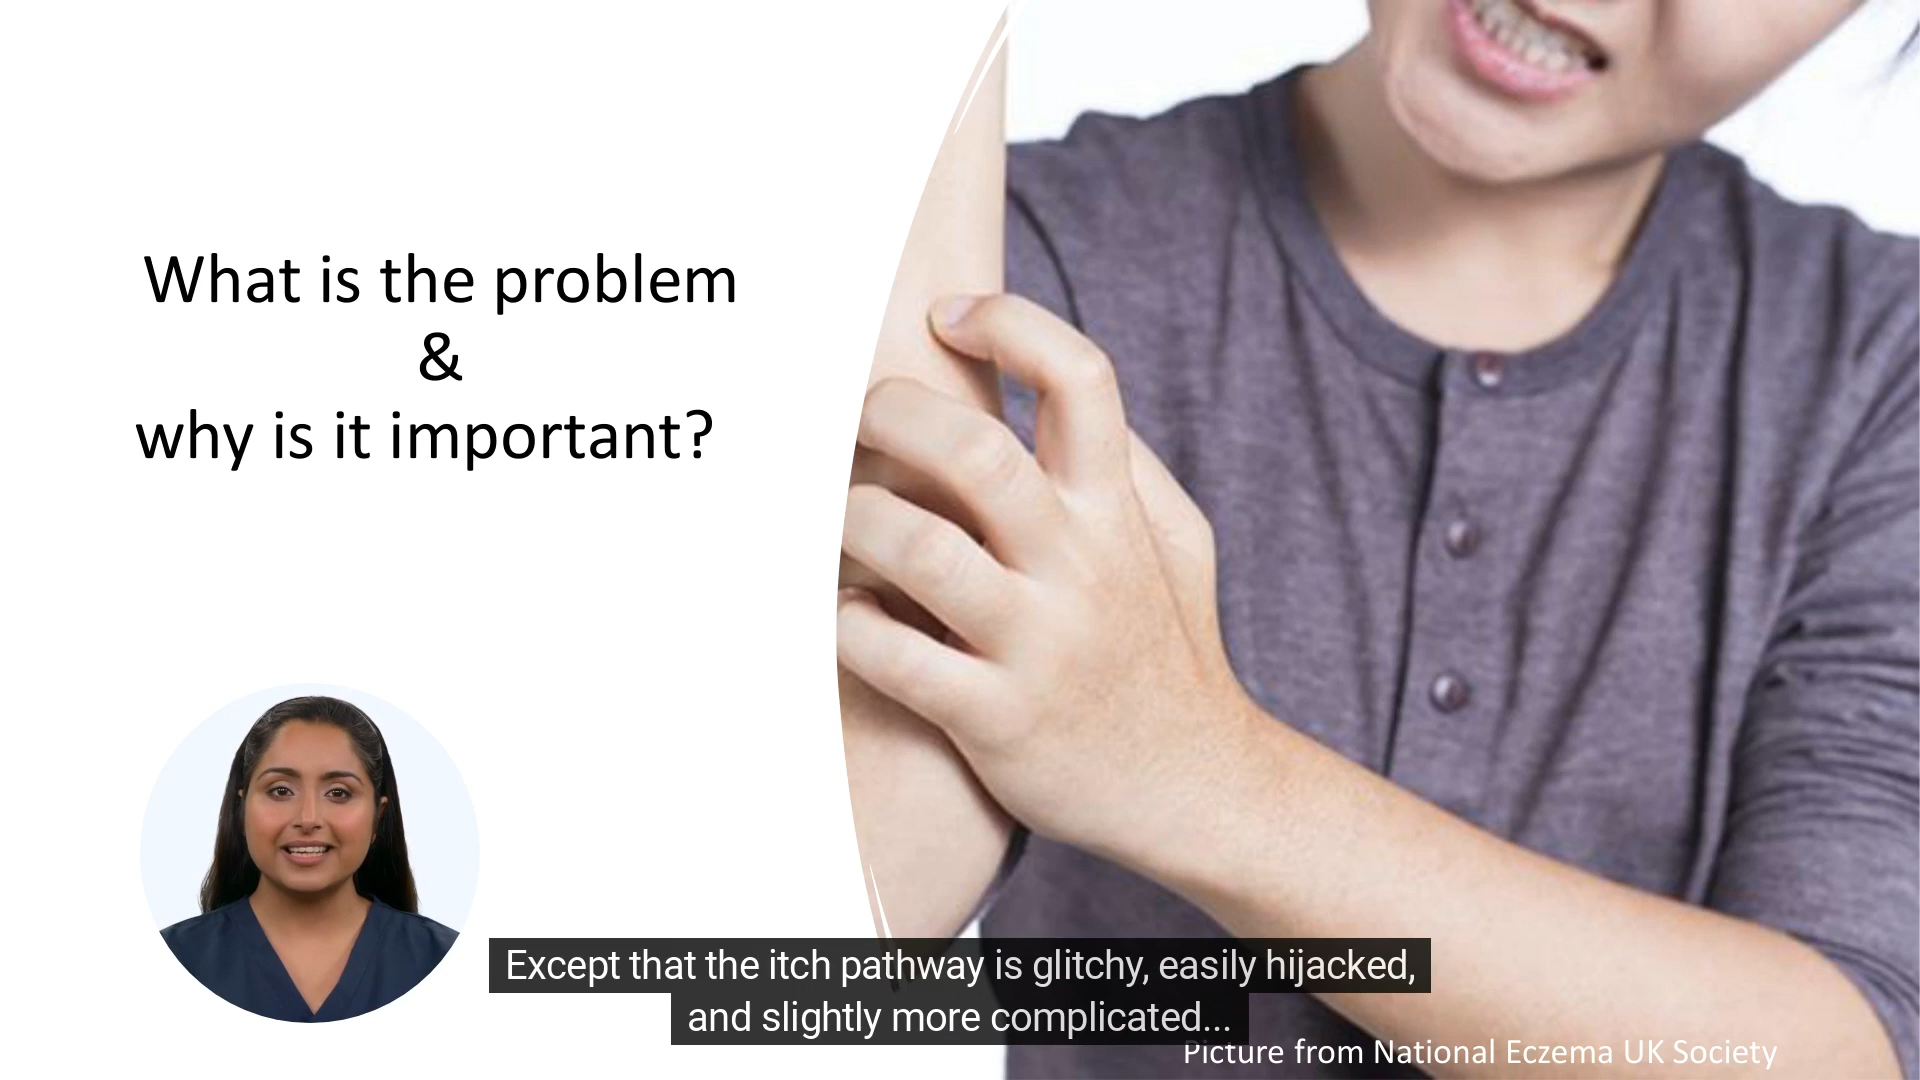 What is the problem
&
why is it important?
Except that the itch pathway is glitchy, easily hijacked,
and slightly more complicated...
Picture from National Eczema UK Society